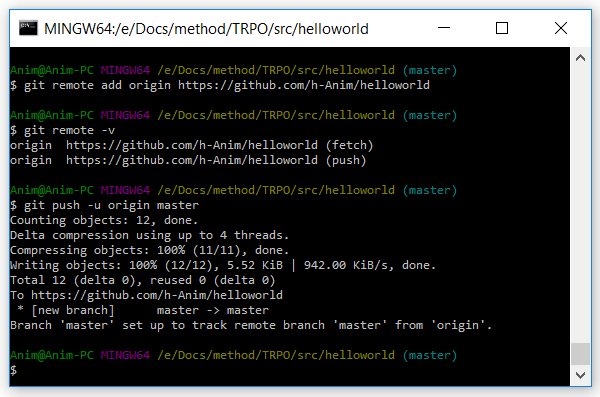 MINGW64:/e/Docs/method/TRPO/src/helloworld
Anim@Anim-PC MINGW64 /e/Docs/method/TRPO/src/helloworld (master)
$ git remote add origin https://github.com/h-Anim/helloworld
Anim@Anim-PC MINGW64 /e/Docs/method/TRPO/src/helloworld (master)
$ git remote -v
origin  https://github.com/h-Anim/helloworld (fetch)
origin  https://github.com/h-Anim/helloworld (push)
Anim@Anim-PC MINGW64 /e/Docs/method/TRPO/src/helloworld (master)
$ git push -u origin master
Counting objects: 12, done.
Delta compression using up to 4 threads.
Compressing objects: 100% (11/11), done.
Writing objects: 100% (12/12), 5.52 KiB | 942.00 KiB/s, done.
Total 12 (delta 0), reused 0 (delta 0)
To https://github.com/h-Anim/helloworld
 * [new branch]      master -> master
Branch 'master' set up to track remote branch 'master' from 'origin'.
Anim@Anim-PC MINGW64 /e/Docs/method/TRPO/src/helloworld (master)
$